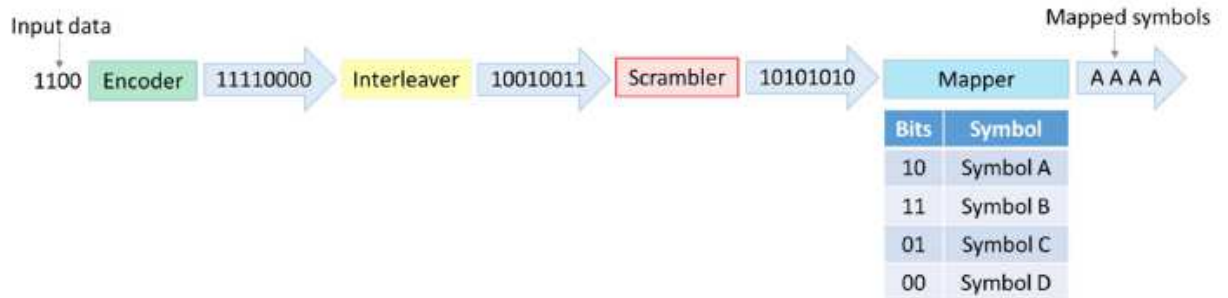 Input data
Mapped symbols
1100 Encoder 11110000 Interleaver 10010011 Scrambler 10101010 Mapper A A A A
Bits Symbol
10 Symbol A
11 Symbol B
01 Symbol C
00 Symbol D